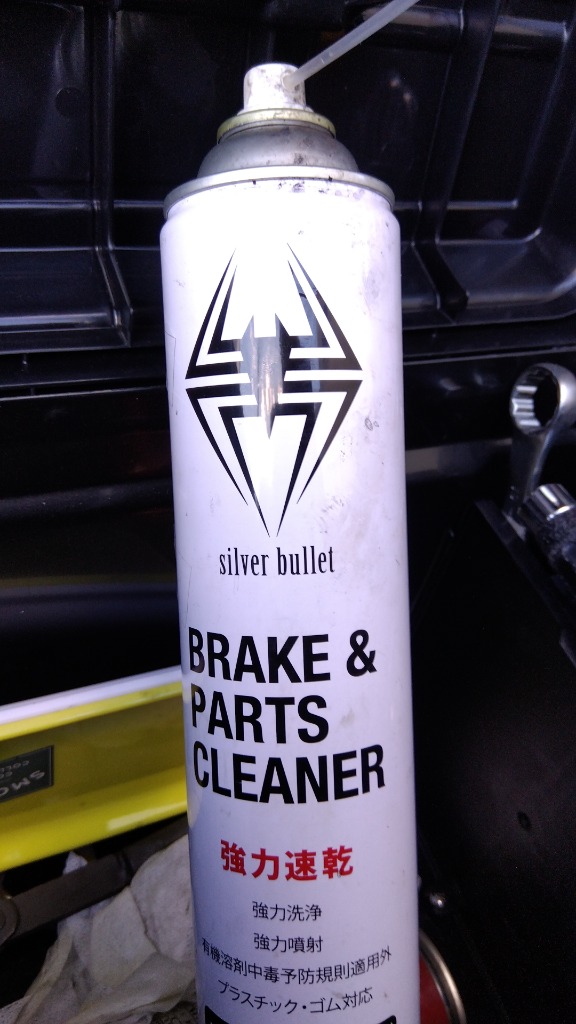 silver bullet
BRAKE &
PARTS
CLEANER
強力速乾
強力洗浄
強力噴射
有機溶剤中毒予防規則適用外
プラスチック・ゴム対応